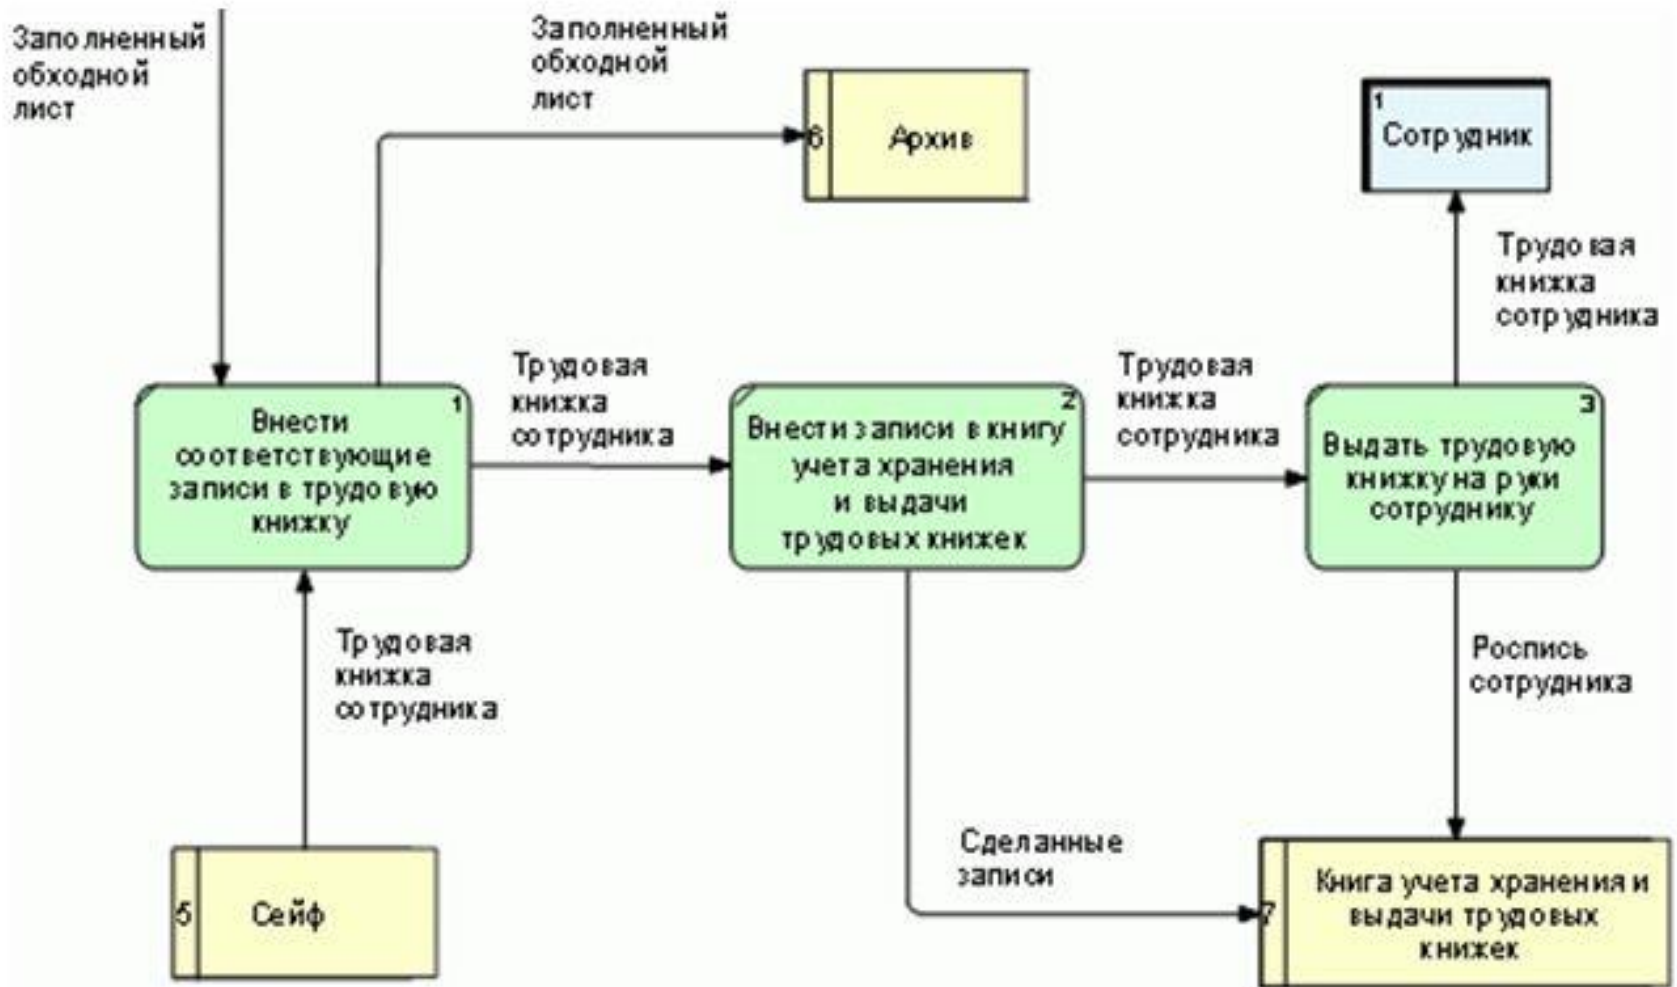 Заполненный
обходной
лист
Заполненный
обходной
лист
6
Архив
1
Сотрудник
Трудовая
книжка
сотрудника
1
Внести
соответствующие
записи в трудовую
книжку
Трудовая
книжка
сотрудника
2
Внести записи в книгу
учета хранения
и выдачи
трудовых книжек
Трудовая
книжка
сотрудника
3
Выдать трудовую
книжку на руки
сотруднику
Трудовая
книжка
сотрудника
Роспись
сотрудника
5
Сейф
Сделанные
записи
7
Книга учета хранения и
выдачи трудовых
книжек